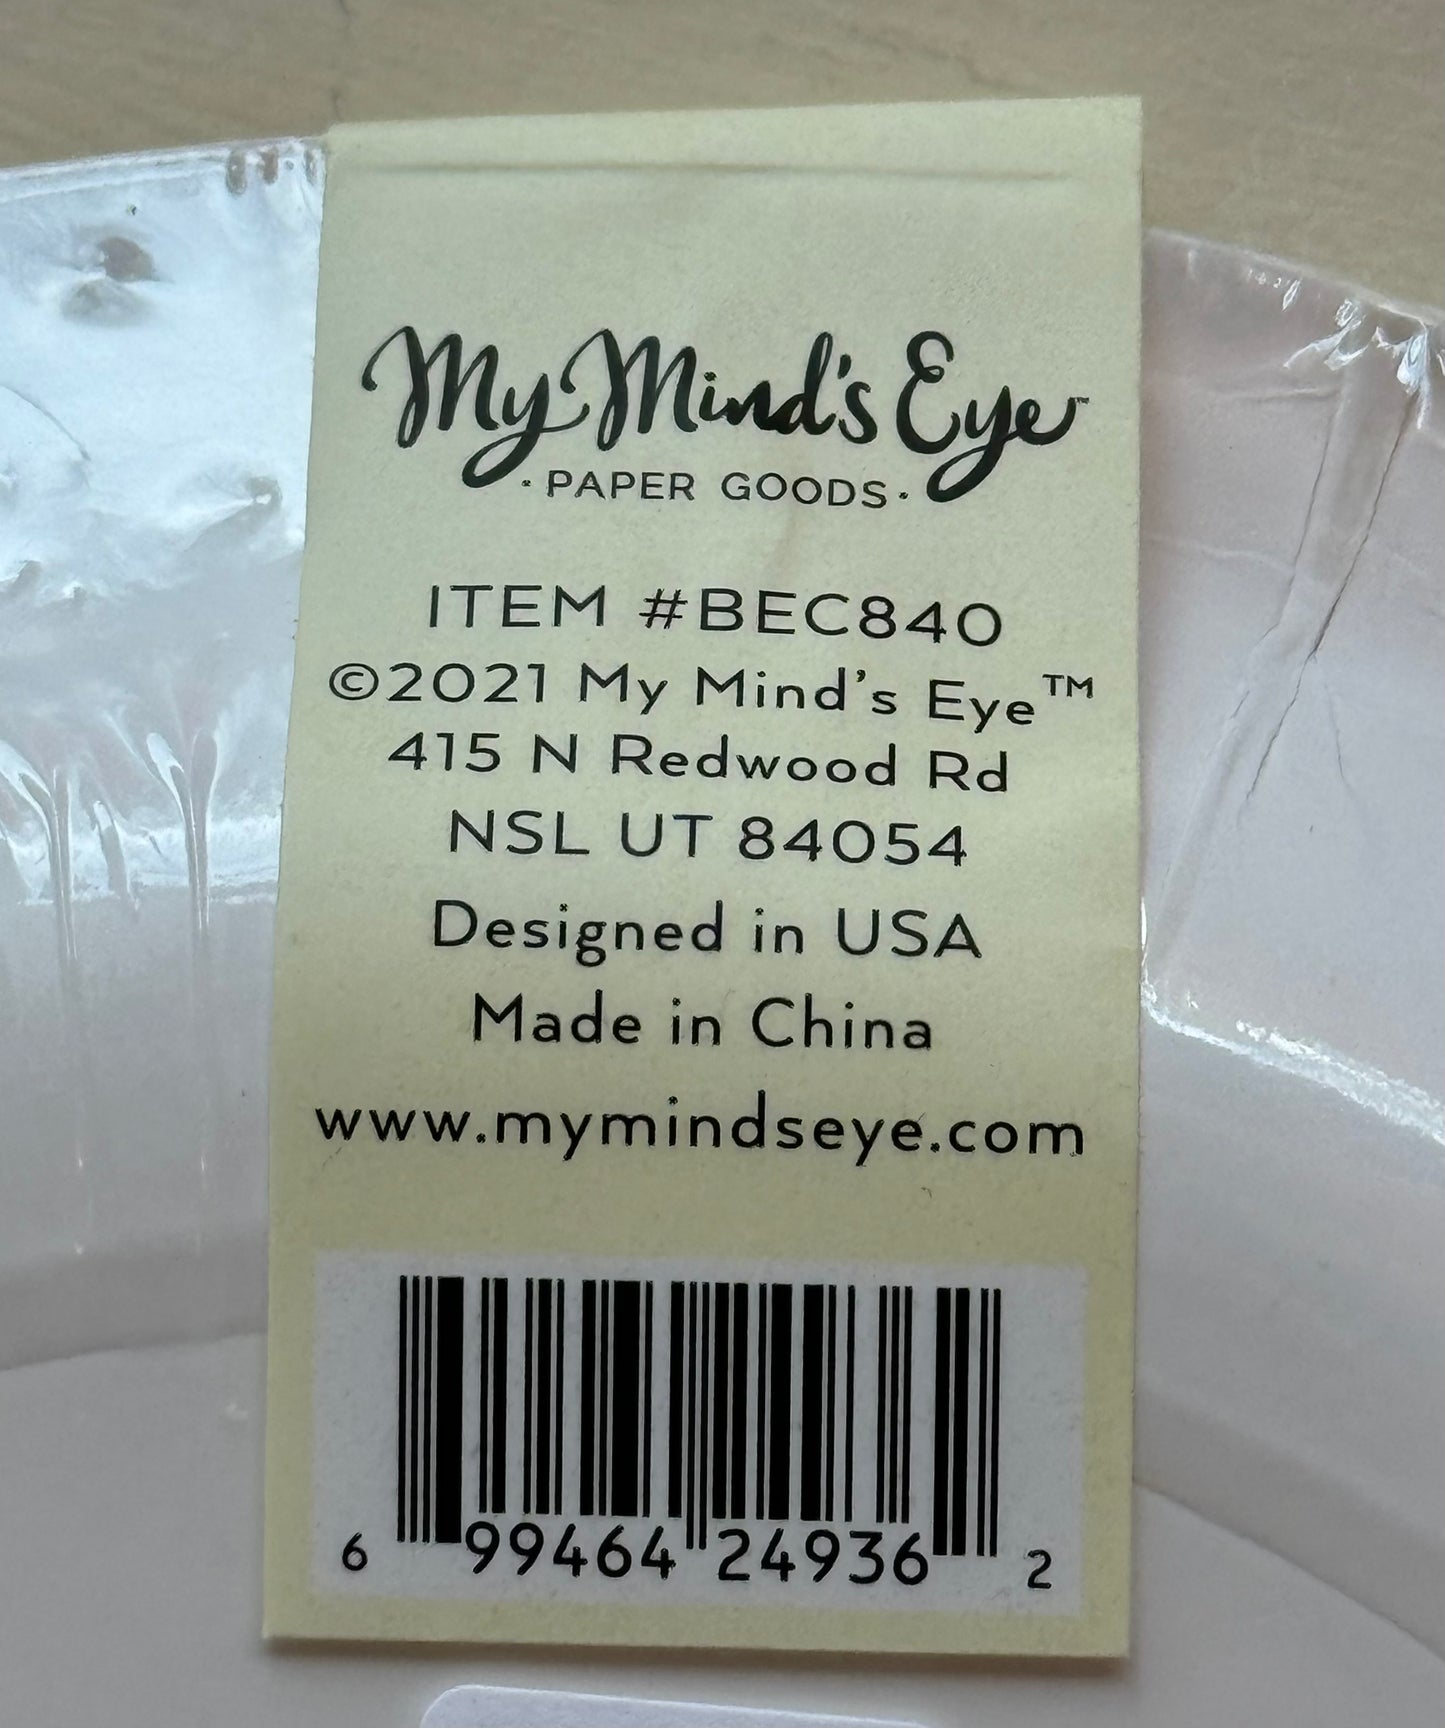 My Mind's Eye™
· PAPER GOODS ·
ITEM #BEC840
©2021 My Mind's Eye™
415 N Redwood Rd
NSL UT 84054
Designed in USA
Made in China
www.mymindseye.com
6 99464 24936 2